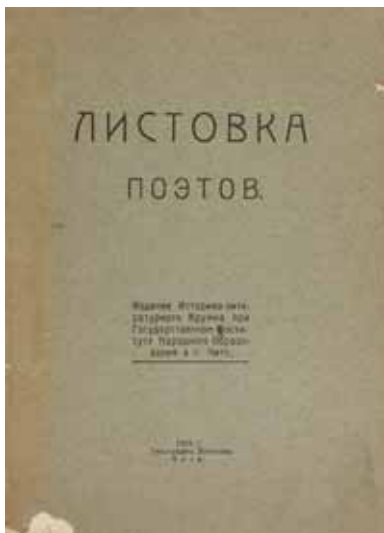 ЛИСТОВКА
ПОЭТОВ.
Издание Историко-лите-
ратурного Кружка при
Государственном Инсти-
туте Народного Образо-
вания в г. Чите.
Чита.